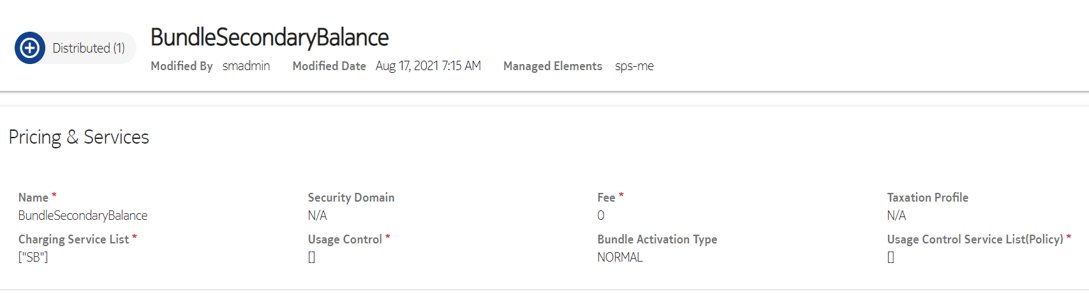 BundleSecondaryBalance
Distributed (1)
Modified By smadmin Modified Date Aug 17, 2021 7:15 AM Managed Elements sps-me
Pricing & Services
Name * Security Domain Fee * Taxation Profile
BundleSecondaryBalance N/A 0 N/A
Charging Service List * Usage Control * Bundle Activation Type Usage Control Service List(Policy) *
["SB"] [] NORMAL []